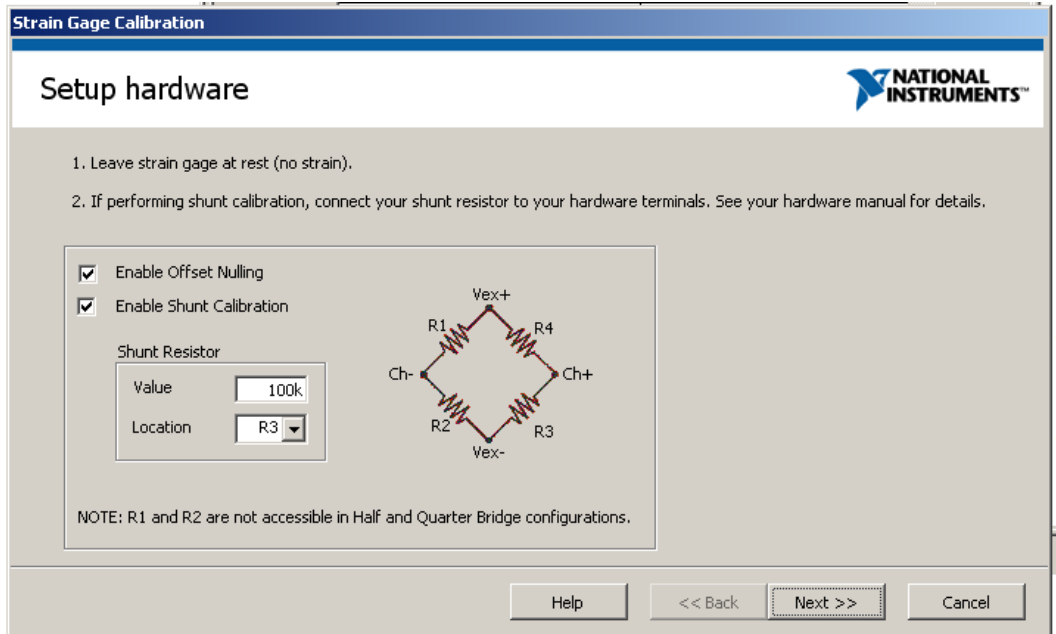 Strain Gage Calibration
Setup hardware
NATIONAL
INSTRUMENTS™
1. Leave strain gage at rest (no strain).
2. If performing shunt calibration, connect your shunt resistor to your hardware terminals. See your hardware manual for details.
Enable Offset Nulling
Enable Shunt Calibration
Shunt Resistor
Value 100k
Location R3
Vex+
R1 R4
Ch- Ch+
R2 R3
Vex-
NOTE: R1 and R2 are not accessible in Half and Quarter Bridge configurations.
Help << Back Next >> Cancel